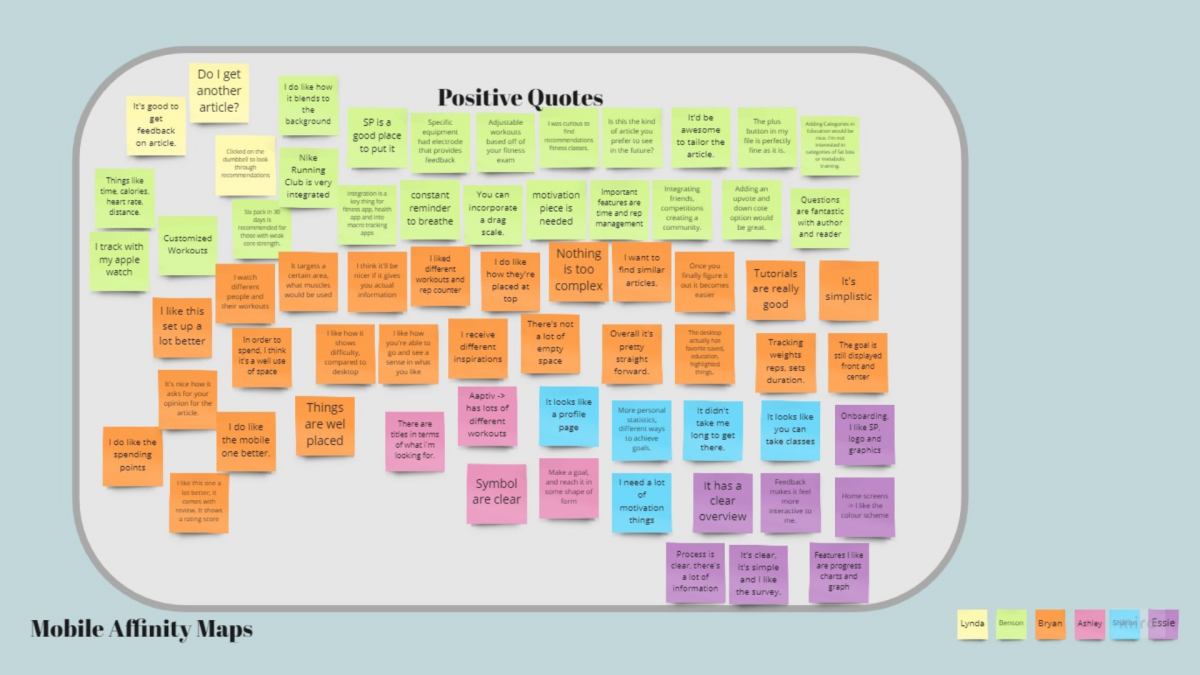 Positive Quotes
Do I get
another
article?
It's good to
get
feedback
on article.
I do like how
it blends to
the
background
SP is a
good place
to put it
Specific
equipment
had electrode
that provides
feedback
Adjustable
workouts
based off of
your fitness
exam
I was curious to
find
recommendations
fitness classes.
Is this the kind
of article you
prefer to see
in the future?
It'd be
awesome
to tailor the
article.
The plus
button in my
file is perfectly
fine as it is.
Adding Categories in
Education would be
nice. I'm not
interested in
categories of fat loss
or metabolic
training.
Clicked on the
dumbbell to look
through
recommendations
Nike
Running
Club is very
integrated
Things like
time, calories,
heart rate,
distance.
Customized
Workouts
Six pack in 30
days is
recommended for
those with weak
core strength.
Integration is a
key thing for
fitness app, health
app and into
macro tracking
apps
constant
reminder
to breathe
You can
incorporate
a drag
scale.
motivation
piece is
needed
Important
features are
time and rep
management
Integrating
friends,
competitions
creating a
community.
Adding an
upvote and
down cote
option would
be great.
Questions
are fantastic
with author
and reader
I track with
my apple
watch
I watch
different
people and
their workouts
It targets a
certain area,
what muscles
would be used
I think it'll be
nicer if it gives
you actual
information
I liked
different
workouts and
rep counter
I do like
how they're
placed at
top
Nothing
is too
complex
I want to
find similar
articles.
Once you
finally figure it
out it becomes
easier
Tutorials
are really
good
It's
simplistic
I like this
set up a
lot better
In order to
spend, I think
it's a well use
of space
I like how it
shows
difficulty,
compared to
desktop
I like how
you're able to
go and see a
sense in what
you like
I receive
different
inspirations
There's not
a lot of
empty
space
Overall it's
pretty
straight
forward.
The desktop
actually has
favorite saved,
education,
highlighted
things.
Tracking
weights
reps, sets
duration.
The goal is
still displayed
front and
center
It's nice how it
asks for your
opinion for the
article.
I do like the
spending
points
I do like
the mobile
one better.
Things
are wel
placed
I like this one a
lot better, it
comes with
review. It shows
a rating score
There are
titles in terms
of what i'm
looking for.
Aaptiv ->
has lots of
different
workouts
It looks like
a profile
page
More personal
statistics,
different ways
to achieve
goals.
It didn't
take me
long to get
there.
It looks like
you can
take classes
Onboarding,
I like SP,
logo and
graphics
Symbol
are clear
Make a goal,
and reach it in
some shape of
form
I need a lot
of
motivation
things
It has a
clear
overview
Feedback
makes it feel
more
interactive to
me.
Home screens
-> I like the
colour scheme
Process is
clear, there's
a lot of
information
It's clear,
it's simple
and I like
the survey.
Features I like
are progress
charts and
graph
Mobile Affinity Maps
Lynda
Benson
Bryan
Ashley
Essie